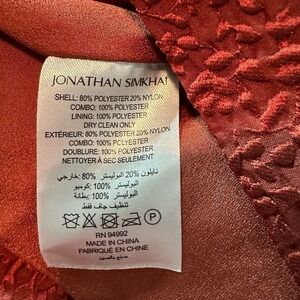 JONATHAN SIMKHAI
SHELL: 80% POLYESTER 20% NYLON
COMBO: 100% POLYESTER
LINING: 100% POLYESTER
DRY CLEAN ONLY
EXTÉRIEUR: 80% POLYESTER 20% NYLON
COMBO: 100% POLYESTER
DOUBLURE: 100% POLYESTER
NETTOYER À SEC SEULEMENT
نايلون 20% البوليستر 80% :خارجي
البوليستر 100% :كومبو
البوليستر 100% :بطانة
تنظيف جاف فقط
P
RN 94992
MADE IN CHINA
FABRIQUÉ EN CHINE
صنع بالصين